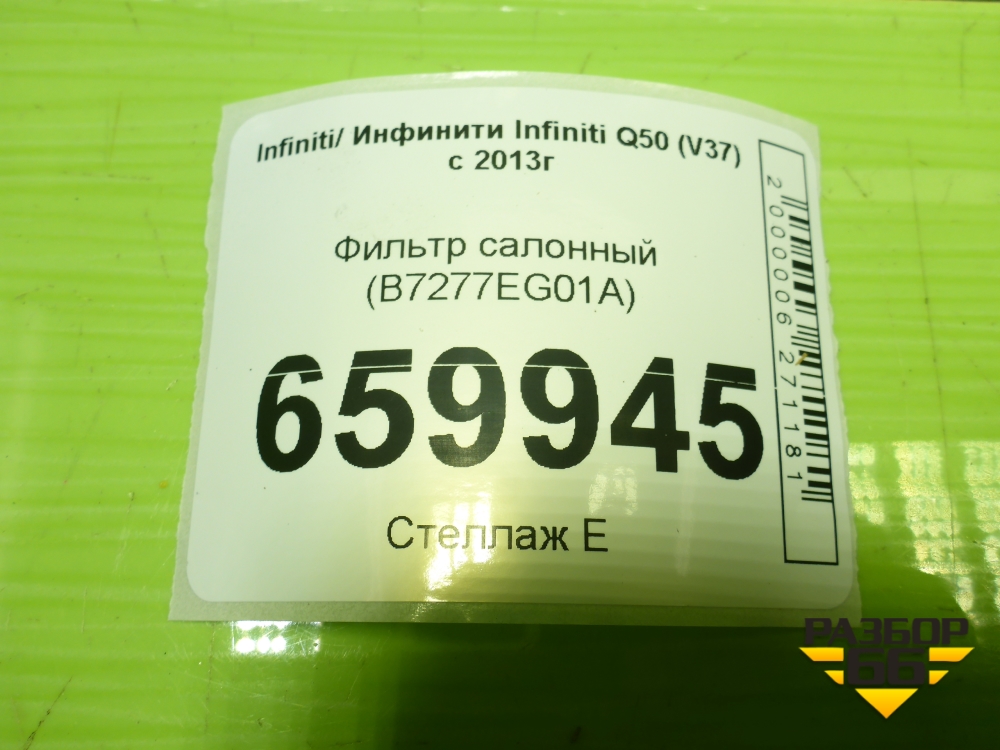 Infiniti/ Инфинити Infiniti Q50 (V37)
с 2013г
Фильтр салонный
(B7277EG01A)
659945
Стеллаж Е
2000006271181
РАЗБОР
66